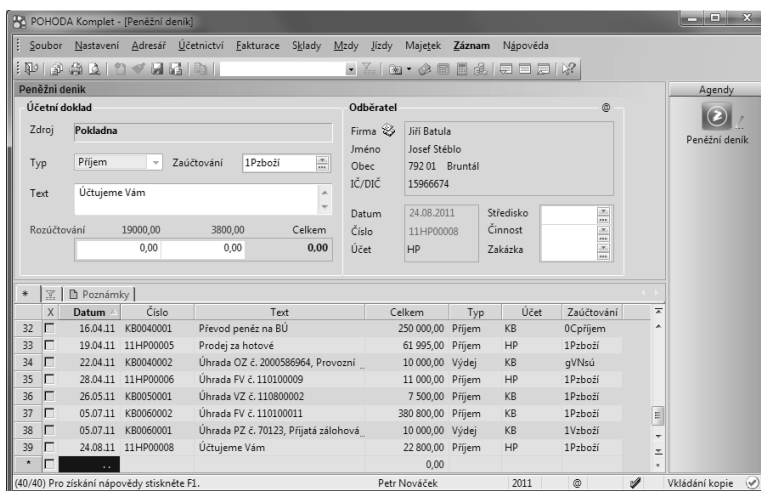 POHODA Komplet - [Peněžní deník]
Soubor Nastavení Adresář Účetnictví Fakturace Sklady Mzdy Jízdy Majetek Záznam Nápověda
Peněžní deník
Agendy
Účetní doklad
Odběratel @
Peněžní deník
Zdroj Pokladna
Firma Jiří Batula
Jméno Josef Stéblo
Typ Příjem Zaúčtování 1Pzboží
Obec 792 01 Bruntál
IČ/DIČ 15966674
Text Účtujeme Vám
Datum 24.08.2011 Středisko
Rozúčtování 19000,00 3800,00 Celkem
Číslo 11HP00008 Činnost
0,00 0,00 0,00
Účet HP Zakázka
* Poznámky
X Datum Číslo Text Celkem Typ Účet Zaúčtování
32 16.04.11 KB0040001 Převod peněz na BÚ 250 000,00 Příjem KB 0Cpříjem
33 19.04.11 11HP00005 Prodej za hotové 61 995,00 Příjem HP 1Pzboží
34 22.04.11 KB0040002 Úhrada OZ č. 2000586964, Provozní ... 10 000,00 Výdej KB gVNsú
35 28.04.11 11HP00006 Úhrada FV č. 110100009 11 000,00 Příjem HP 1Pzboží
36 26.05.11 KB0050001 Úhrada VZ č. 110800002 7 500,00 Příjem KB 1Pzboží
37 05.07.11 KB0060002 Úhrada FV č. 110100011 380 800,00 Příjem KB 1Pzboží
38 05.07.11 KB0060001 Úhrada PZ č. 70123, Přijatá zálohová... 10 000,00 Výdej KB 1Vzboží
39 24.08.11 11HP00008 Účtujeme Vám 22 800,00 Příjem HP 1Pzboží
* .. 0,00
(40/40) Pro získání nápovědy stiskněte F1. Petr Nováček 2011 @ Vkládání kopie